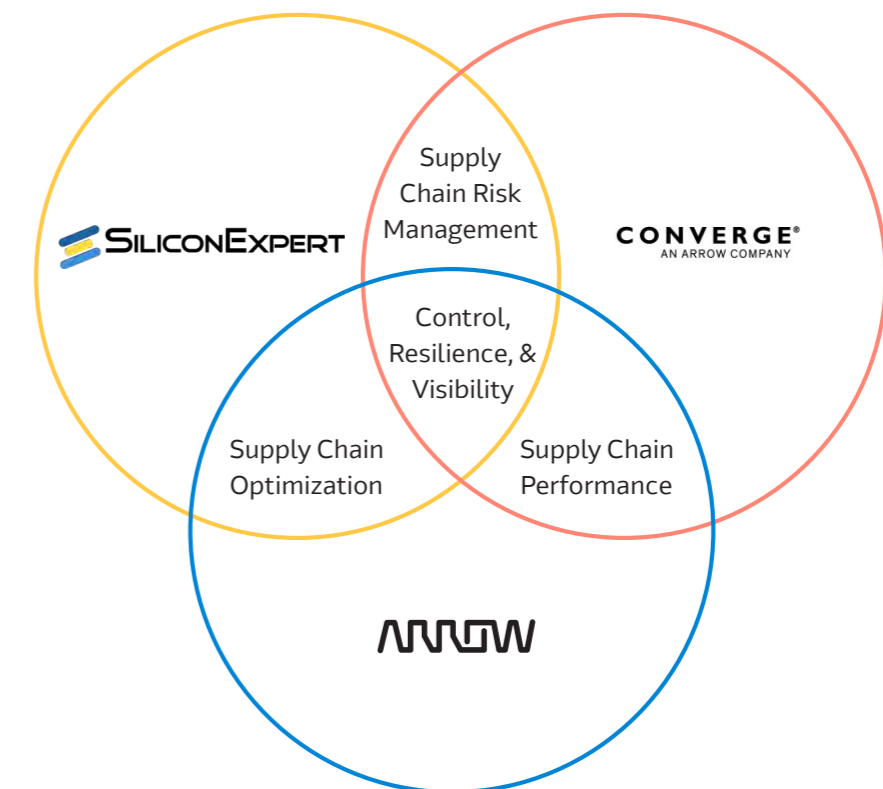 Supply
Chain Risk
Management
SILICONEXPERT
CONVERGE®
AN ARROW COMPANY
Control,
Resilience, &
Visibility
Supply Chain
Optimization
Supply Chain
Performance
ARROW